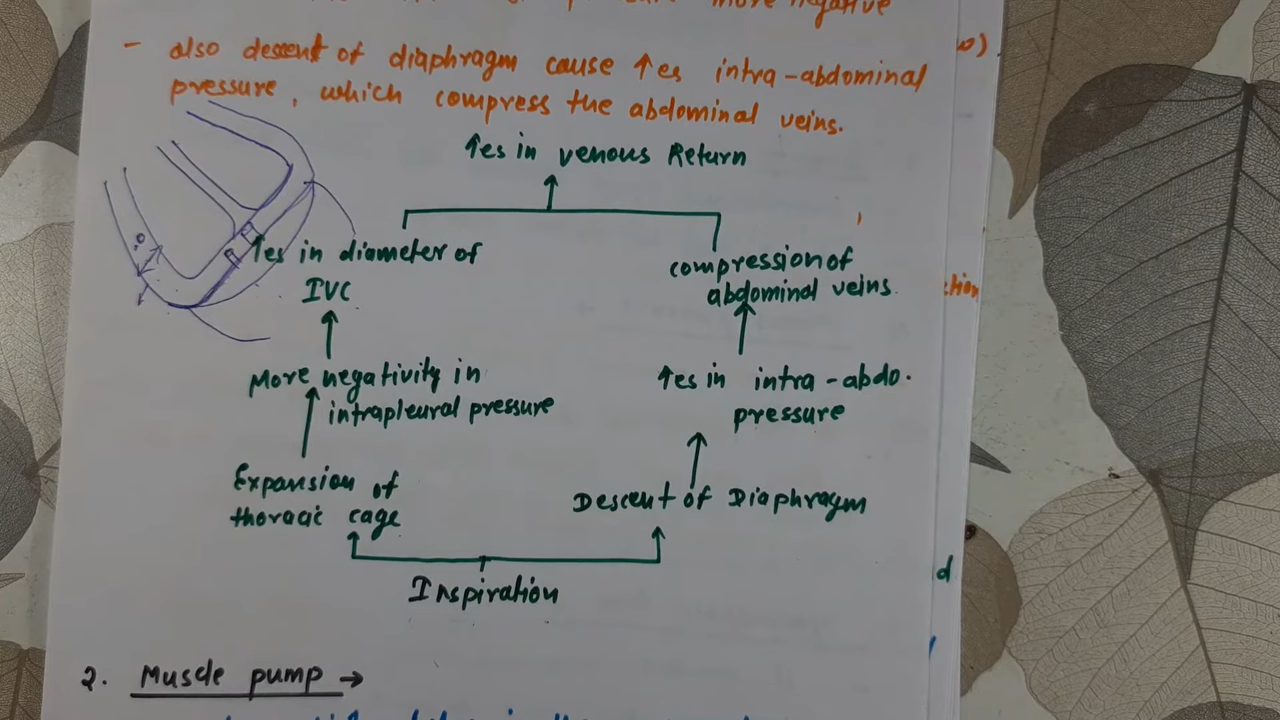 more negative
- also descent of diaphragm cause ↑es intra-abdominal
pressure, which compress the abdominal veins.
↑es in venous Return
↑es in diameter of
IVC
compression of
abdominal veins.
More negativity in
intrapleural pressure
↑es in intra-abdo.
pressure
Expansion of
thoracic cage
Descent of Diaphragm
Inspiration
2. Muscle pump →